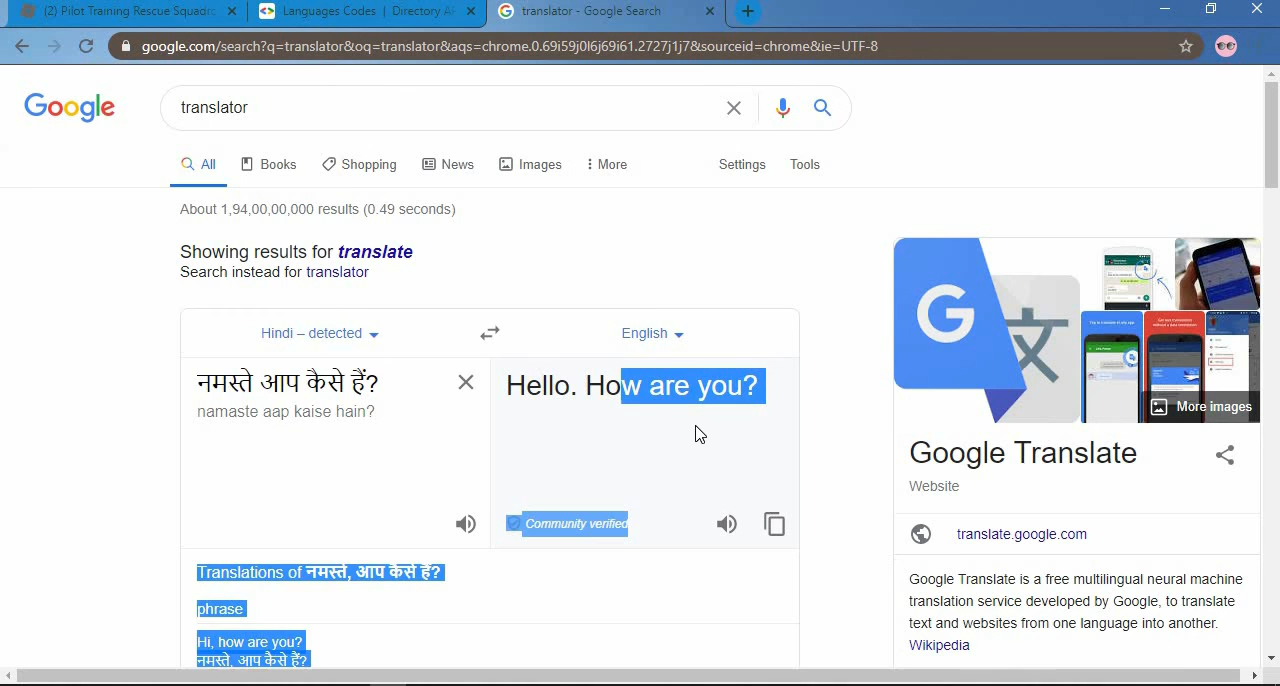 (2) Pilot Training Rescue Squadro
Languages Codes | Directory AP
translator - Google Search
google.com/search?q=translator&oq=translator&aqs=chrome.0.69i59j0l6j69i61.2727j1j7&sourceid=chrome&ie=UTF-8
Google
translator
All
Books
Shopping
News
Images
More
Settings
Tools
About 1,94,00,00,000 results (0.49 seconds)
Showing results for translate
Search instead for translator
Hindi – detected
English
नमस्ते आप कैसे हैं?
namaste aap kaise hain?
Hello. How are you?
Community verified
Translations of नमस्ते, आप कैसे हैं?
phrase
Hi, how are you?
नमस्ते, आप कैसे हैं?
G
文
More images
Google Translate
Website
translate.google.com
Google Translate is a free multilingual neural machine
translation service developed by Google, to translate
text and websites from one language into another.
Wikipedia